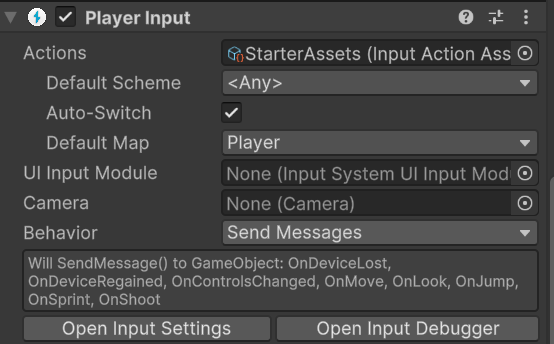 Player Input
Actions
StarterAssets (Input Action Ass
Default Scheme
<Any>
Auto-Switch
Default Map
Player
UI Input Module
None (Input System UI Input Mod
Camera
None (Camera)
Behavior
Send Messages
Will SendMessage() to GameObject: OnDeviceLost,
OnDeviceRegained, OnControlsChanged, OnMove, OnLook, OnJump,
OnSprint, OnShoot
Open Input Settings
Open Input Debugger